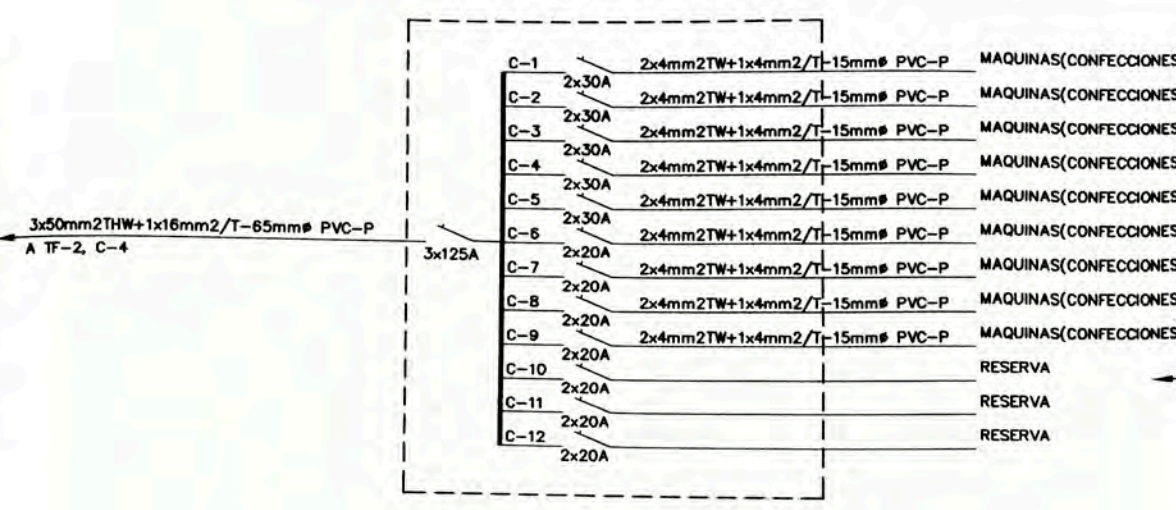 C-1 2x4mm2TW+1x4mm2/T-15mmø PVC-P MAQUINAS(CONFECCIONES
2x30A
C-2 2x4mm2TW+1x4mm2/T-15mmø PVC-P MAQUINAS(CONFECCIONES
2x30A
C-3 2x4mm2TW+1x4mm2/T-15mmø PVC-P MAQUINAS(CONFECCIONES
2x30A
C-4 2x4mm2TW+1x4mm2/T-15mmø PVC-P MAQUINAS(CONFECCIONES
2x30A
C-5 2x4mm2TW+1x4mm2/T-15mmø PVC-P MAQUINAS(CONFECCIONES
2x30A
3x50mm2THW+1x16mm2/T-65mmø PVC-P
A TF-2, C-4
3x125A
C-6 2x4mm2TW+1x4mm2/T-15mmø PVC-P MAQUINAS(CONFECCIONES
2x20A
C-7 2x4mm2TW+1x4mm2/T-15mmø PVC-P MAQUINAS(CONFECCIONES
2x20A
C-8 2x4mm2TW+1x4mm2/T-15mmø PVC-P MAQUINAS(CONFECCIONES
2x20A
C-9 2x4mm2TW+1x4mm2/T-15mmø PVC-P MAQUINAS(CONFECCIONES
2x20A
C-10 RESERVA
2x20A
C-11 RESERVA
2x20A
C-12 RESERVA
2x20A